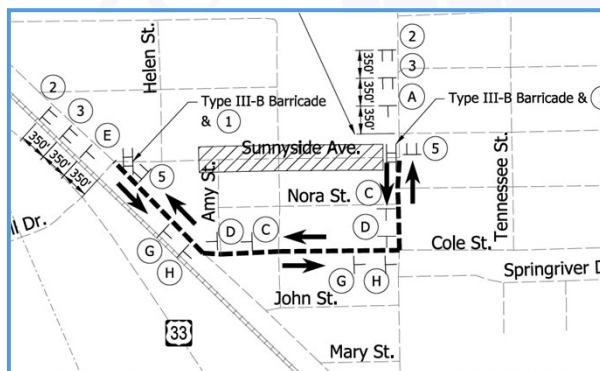 2
3
A
350'
350'
350'
Type III-B Barricade &
5
Helen St.
Type III-B Barricade
& 1
2
3
E
350'
350'
350'
5
Sunnyside Ave.
Tennessee St.
Amy St.
Nora St.
C
D
D
C
Cole St.
G
H
G
H
Springriver
John St.
Dr.
33
Mary St.